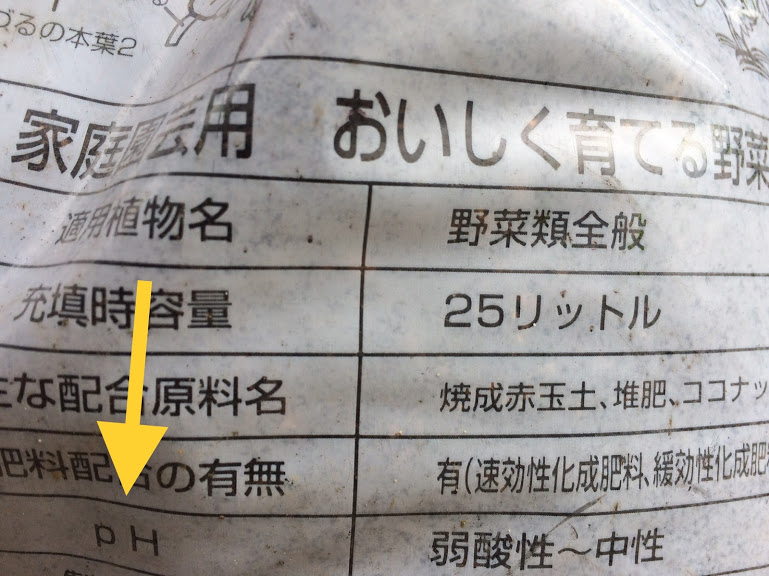 づるの本葉2
家庭園芸用 おいしく育てる野菜
適用植物名 野菜類全般
充填時容量 25リットル
な配合原料名 焼成赤玉土、堆肥、ココナッ
肥料配合の有無 有(速効性化成肥料、緩効性化成肥料
pH 弱酸性～中性